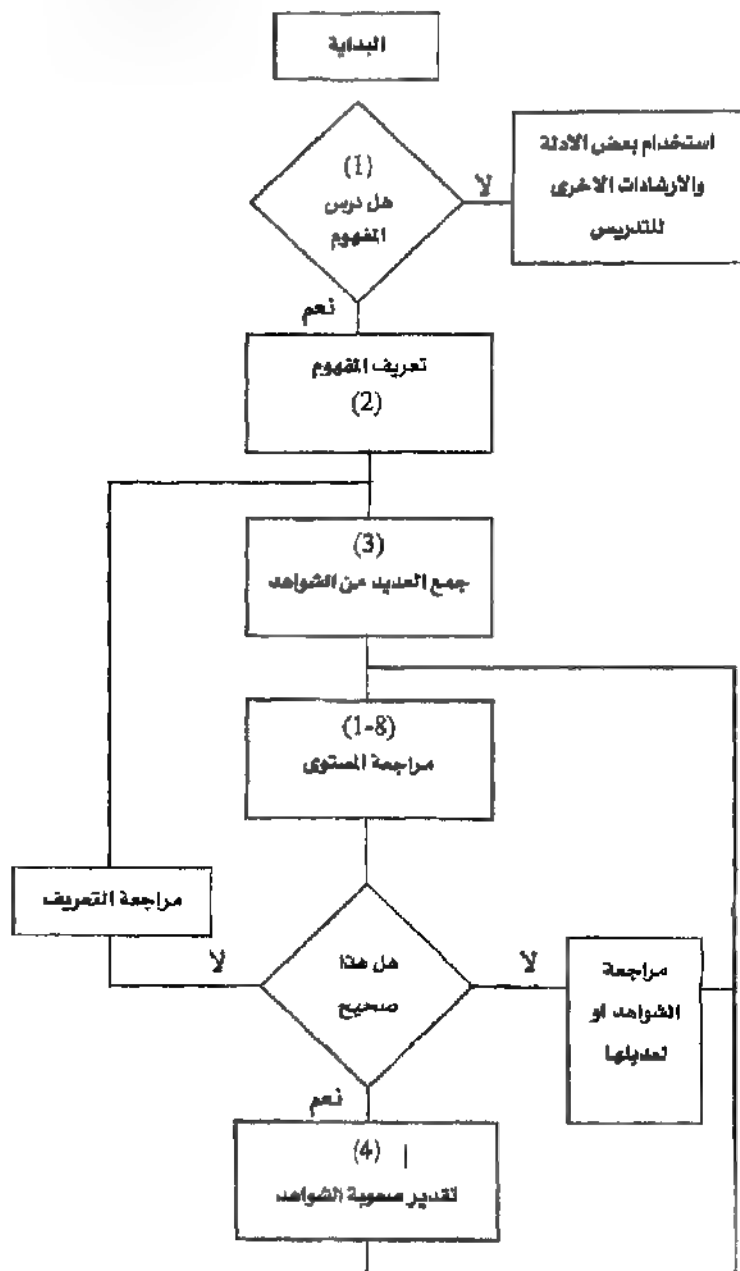 البداية
(1)
هل درس
المفهوم
لا
استخدام بعض الادلة
والارشادات الاخرى
للتدريس
نعم
تعريف المفهوم
(2)
(3)
جمع العديد من الشواهد
(1-8)
مراجعة المستوى
مراجعة التعريف
لا
هل هذا
صحيح
لا
مراجعة
الشواهد او
تعديلها
نعم
(4)
تقدير صعوبة الشواهد